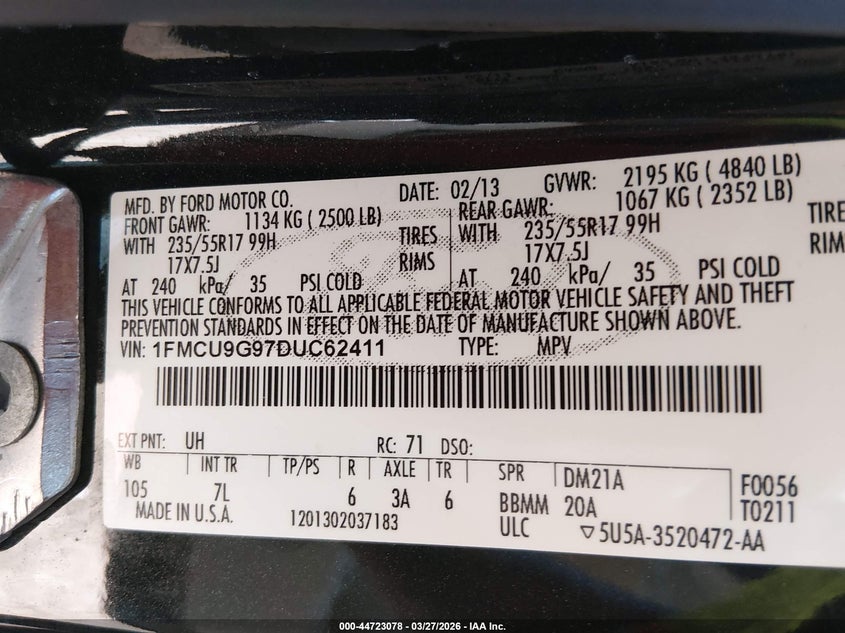 MFD. BY FORD MOTOR CO. DATE: 02/13 GVWR: 2195 KG ( 4840 LB)
FRONT GAWR: 1134 KG ( 2500 LB) REAR GAWR: 1067 KG ( 2352 LB)
WITH 235/55R17 99H TIRES WITH 235/55R17 99H TIRE
17X7.5J RIMS 17X7.5J RIM
AT 240 kPa/ 35 PSI COLD AT 240 kPa/ 35 PSI COLD
THIS VEHICLE CONFORMS TO ALL APPLICABLE FEDERAL MOTOR VEHICLE SAFETY AND THEFT
PREVENTION STANDARDS IN EFFECT ON THE DATE OF MANUFACTURE SHOWN ABOVE.
VIN: 1FMCU9G97DUC62411 TYPE: MPV
EXT PNT: UH RC: 71 DSO:
WB INT TR TP/PS R AXLE TR SPR DM21A F0056
105 7L 6 3A 6 BBMM 20A T0211
MADE IN U.S.A. 1201302037183 ULC 5U5A-3520472-AA
000-44723078 - 03/27/2026 - IAA Inc.